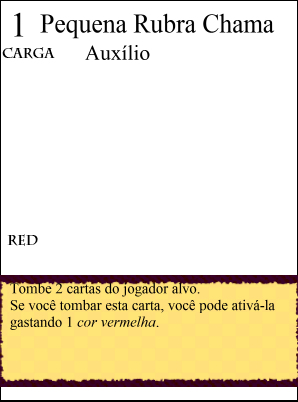 1 Pequena Rubra Chama
CARGA Auxílio
RED
Tombe 2 cartas do jogador alvo.
Se você tombar esta carta, você pode ativá-la
gastando 1 cor vermelha.